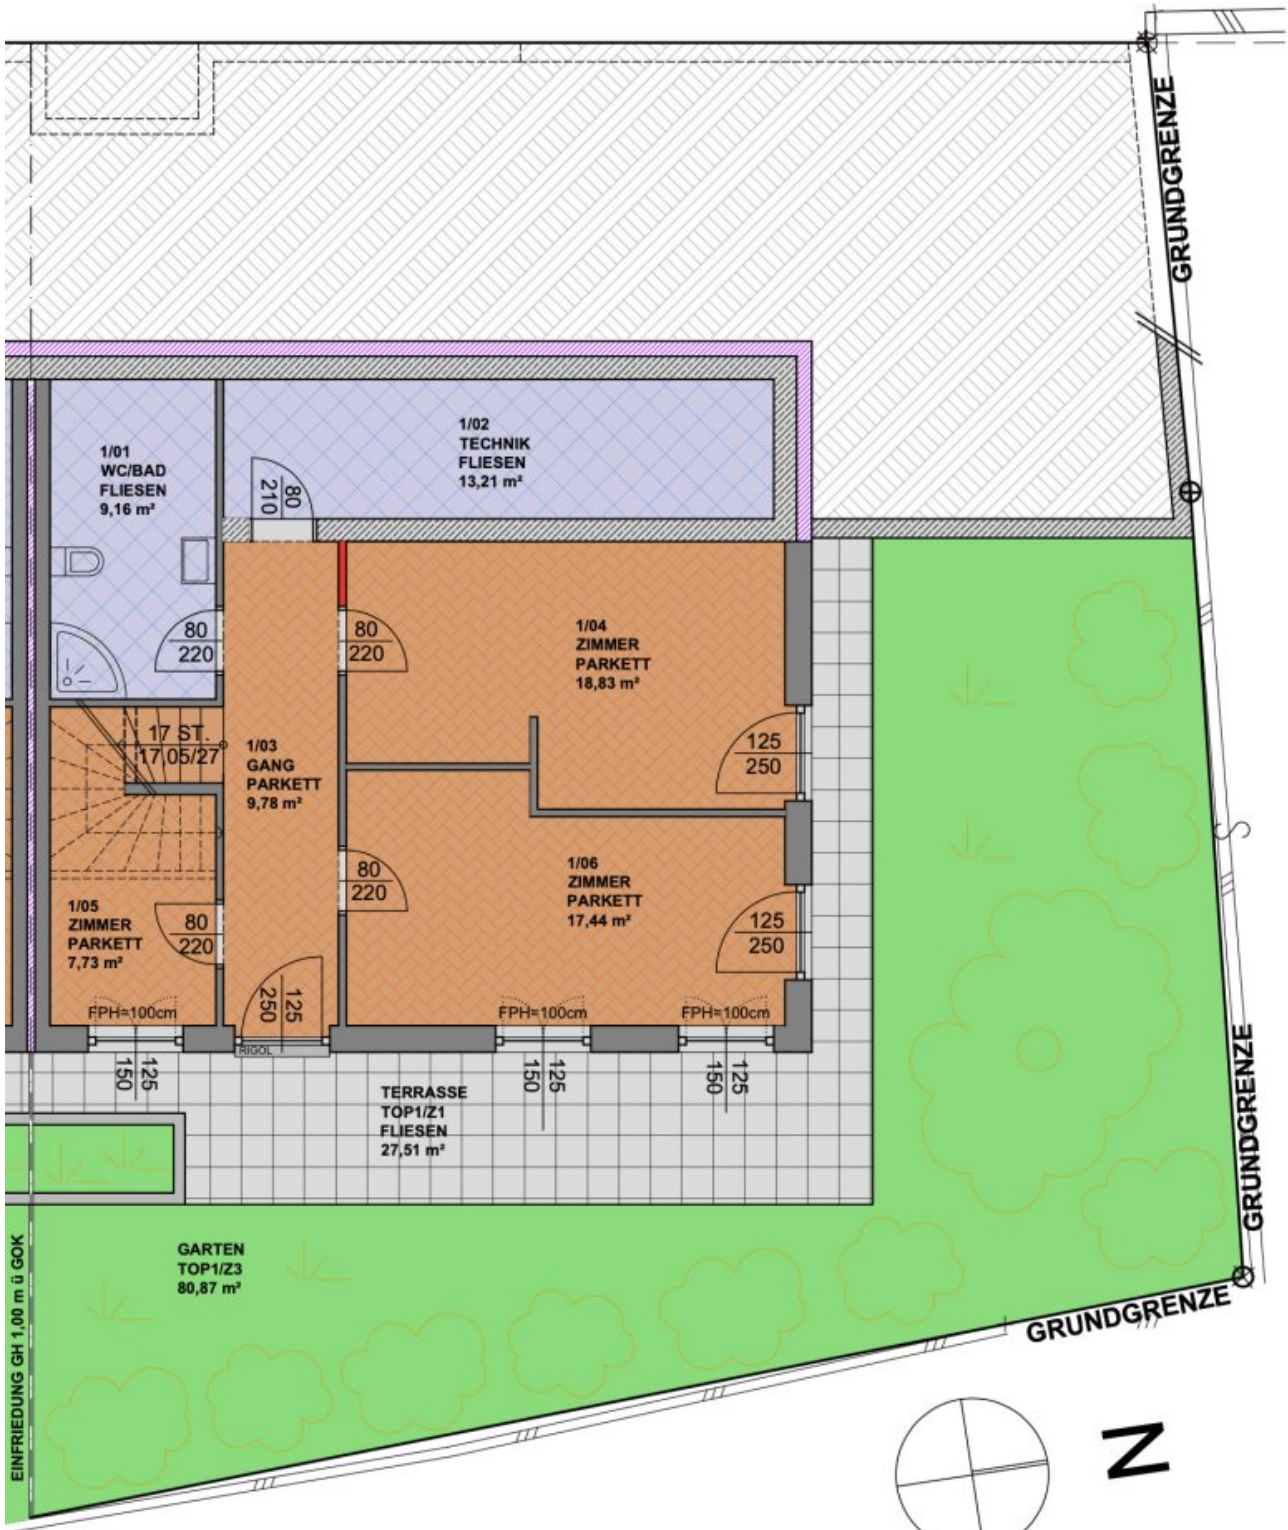 GRUNDGRENZE
1/01
WC/BAD
FLIESEN
9,16 m²
1/02
TECHNIK
FLIESEN
13,21 m²
80
210
80
220
80
220
1/04
ZIMMER
PARKETT
18,83 m²
17 ST.
17,05/27
1/03
GANG
PARKETT
9,78 m²
125
250
80
220
1/06
ZIMMER
PARKETT
17,44 m²
1/05
ZIMMER
PARKETT
7,73 m²
80
220
125
250
125
250
FPH=100cm
FPH=100cm
FPH=100cm
RIGOL
125
150
125
150
125
150
TERRASSE
TOP1/Z1
FLIESEN
27,51 m²
GRUNDGRENZE
GARTEN
TOP1/Z3
80,87 m²
EINFRIEDUNG GH 1,00 m ü GOK
GRUNDGRENZE
N